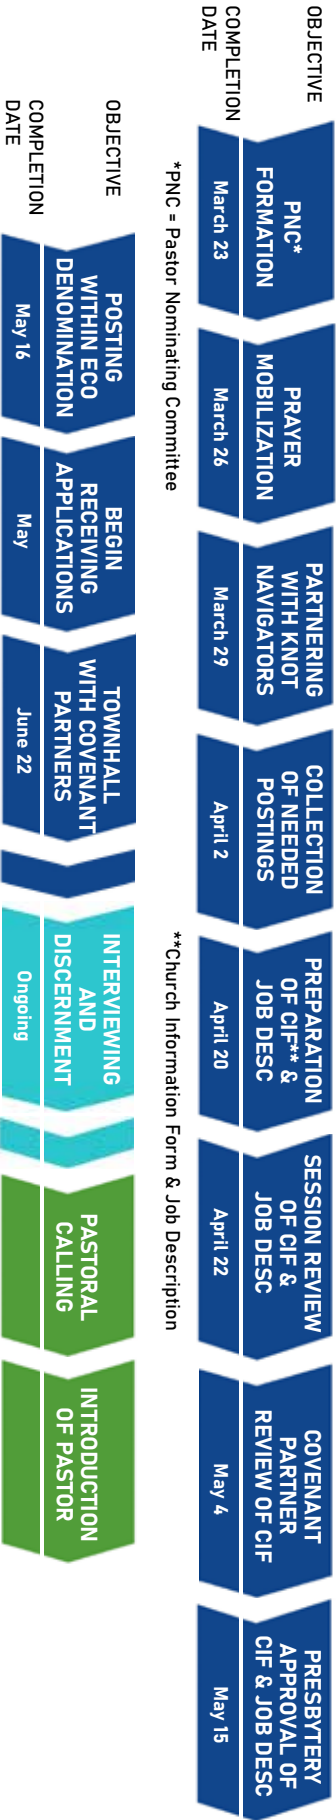 OBJECTIVE
PNC*
FORMATION
PRAYER
MOBILIZATION
PARTNERING
WITH KNOT
NAVIGATORS
COLLECTION
OF NEEDED
POSTINGS
PREPARATION
OF CIF** &
JOB DESC
SESSION REVIEW
OF CIF &
JOB DESC
COVENANT
PARTNER
REVIEW OF CIF
PRESBYTERY
APPROVAL OF
CIF & JOB DESC
COMPLETION
DATE
March 23
March 26
March 29
April 2
April 20
April 22
May 4
May 15
*PNC = Pastor Nominating Committee
**Church Information Form & Job Description
OBJECTIVE
POSTING
WITHIN ECO
DENOMINATION
BEGIN
RECEIVING
APPLICATIONS
TOWNHALL
WITH COVENANT
PARTNERS
INTERVIEWING
AND
DISCERNMENT
PASTORAL
CALLING
INTRODUCTION
OF PASTOR
COMPLETION
DATE
May 16
May
June 22
Ongoing